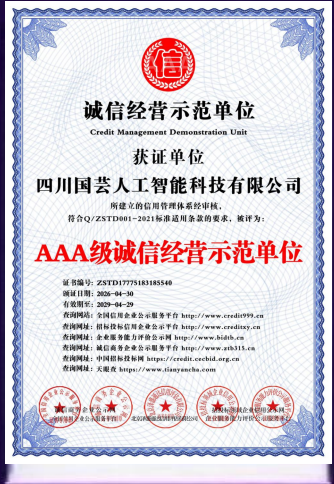 信
诚信经营示范单位
Credit Management Demonstration Unit
获证单位
四川国芸人工智能科技有限公司
所建立的信用管理体系经审核，
符合Q/ZSTD001-2021标准适用条款的要求，被评为：
AAA级诚信经营示范单位
证书编号：ZSTD17775183185540
颁证日期：2026-04-30
有效期至：2029-04-29
查询网站：全国信用企业公示服务平台 http://www.credit999.cn
查询网址：招标投标信用企业公示平台 http://www.creditxy.cn
查询网址：企业服务能力评价公示网 http://www.bidtb.cn
查询网址：诚信商务企业公示服务平台 http://www.xtb315.cn
查询网址：中国招投标网 https://credit.cecbid.org.cn
查询网址：天眼查 https://www.tianyancha.com